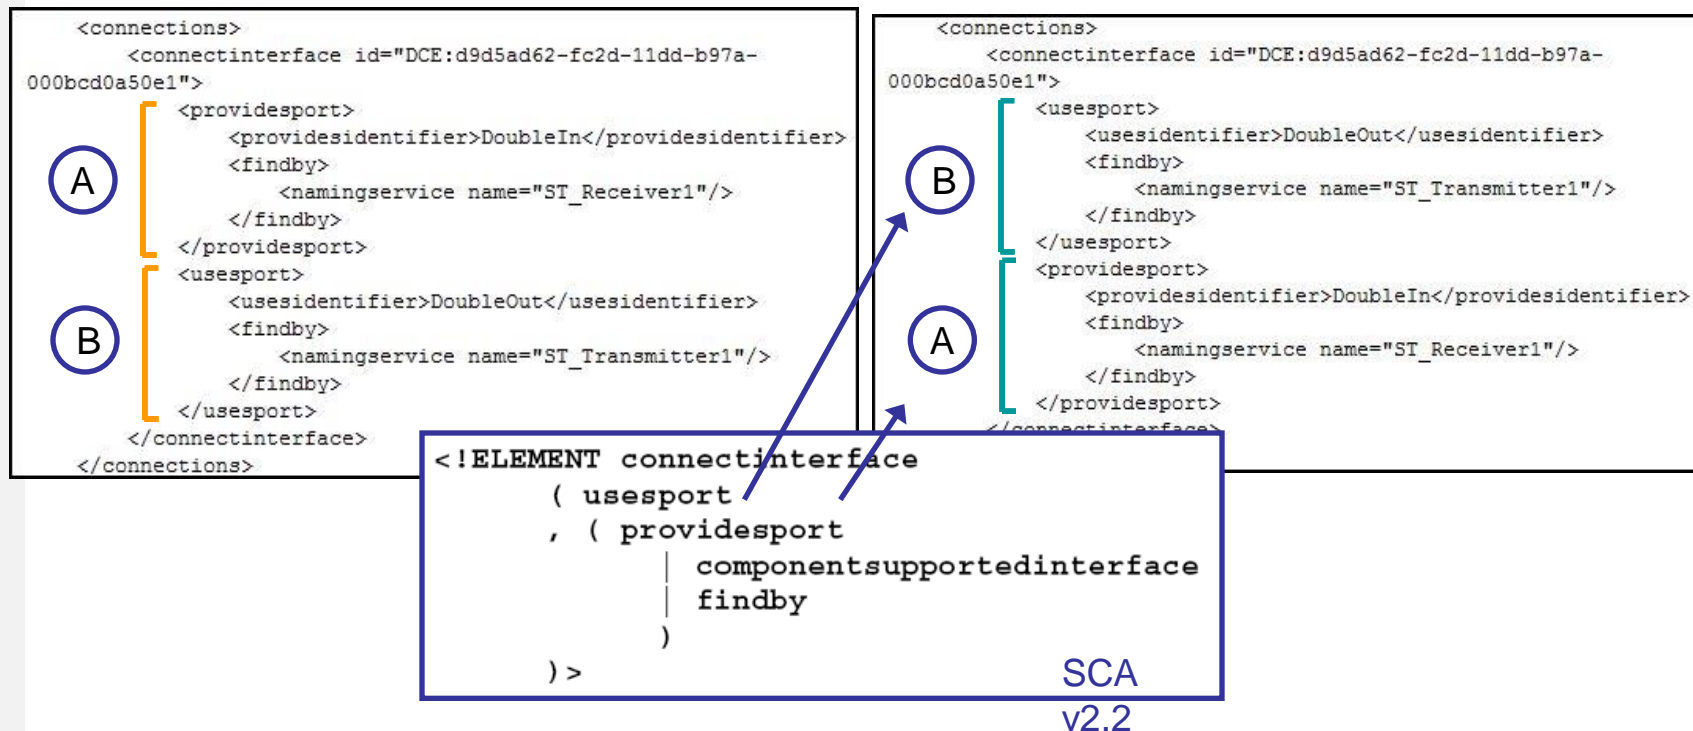 <connections>
<connectinterface id="DCE:d9d5ad62-fc2d-11dd-b97a-
000bcd0a50e1">
<providesport>
<providesidentifier>DoubleIn</providesidentifier>
<findby>
A
<namingservice name="ST_Receiver1"/>
</findby>
</providesport>
<usesport>
<usesidentifier>DoubleOut</usesidentifier>
<findby>
B
<namingservice name="ST_Transmitter1"/>
</findby>
</usesport>
</connectinterface>
</connections>
<connections>
<connectinterface id="DCE:d9d5ad62-fc2d-11dd-b97a-
000bcd0a50e1">
<usesport>
<usesidentifier>DoubleOut</usesidentifier>
<findby>
B
<namingservice name="ST_Transmitter1"/>
</findby>
</usesport>
<providesport>
<providesidentifier>DoubleIn</providesidentifier>
<findby>
A
<namingservice name="ST_Receiver1"/>
</findby>
</providesport>
</connectinterface>
<!ELEMENT connectinterface
( usesport
, ( providesport
| componentsupportedinterface
| findby
)
)>
SCA
v2.2